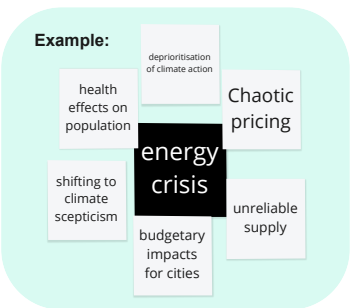 Example:
deprioritisation
of climate action
health
effects on
population
Chaotic
pricing
energy
crisis
shifting to
climate
scepticism
unreliable
supply
budgetary
impacts
for cities